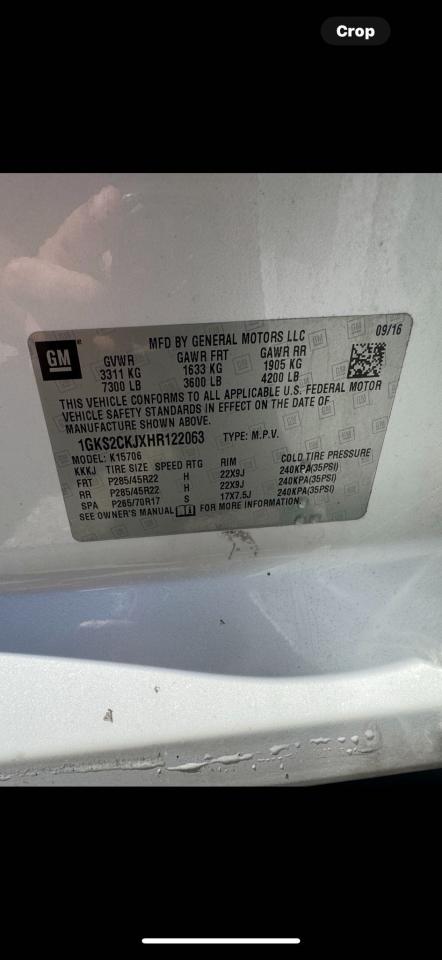 Crop
GM
MFD BY GENERAL MOTORS LLC 09/16
GVWR GAWR FRT GAWR RR
3311 KG 1633 KG 1905 KG
7300 LB 3600 LB 4200 LB
THIS VEHICLE CONFORMS TO ALL APPLICABLE U.S. FEDERAL MOTOR
VEHICLE SAFETY STANDARDS IN EFFECT ON THE DATE OF
MANUFACTURE SHOWN ABOVE.
1GKS2CKJXHR122063 TYPE: M.P.V.
MODEL: K15706
KKKJ TIRE SIZE SPEED RTG RIM COLD TIRE PRESSURE
FRT P285/45R22 H 22X9J 240KPA(35PSI)
RR P285/45R22 H 22X9J 240KPA(35PSI)
SPA P265/70R17 S 17X7.5J 240KPA(35PSI)
SEE OWNER'S MANUAL FOR MORE INFORMATION.